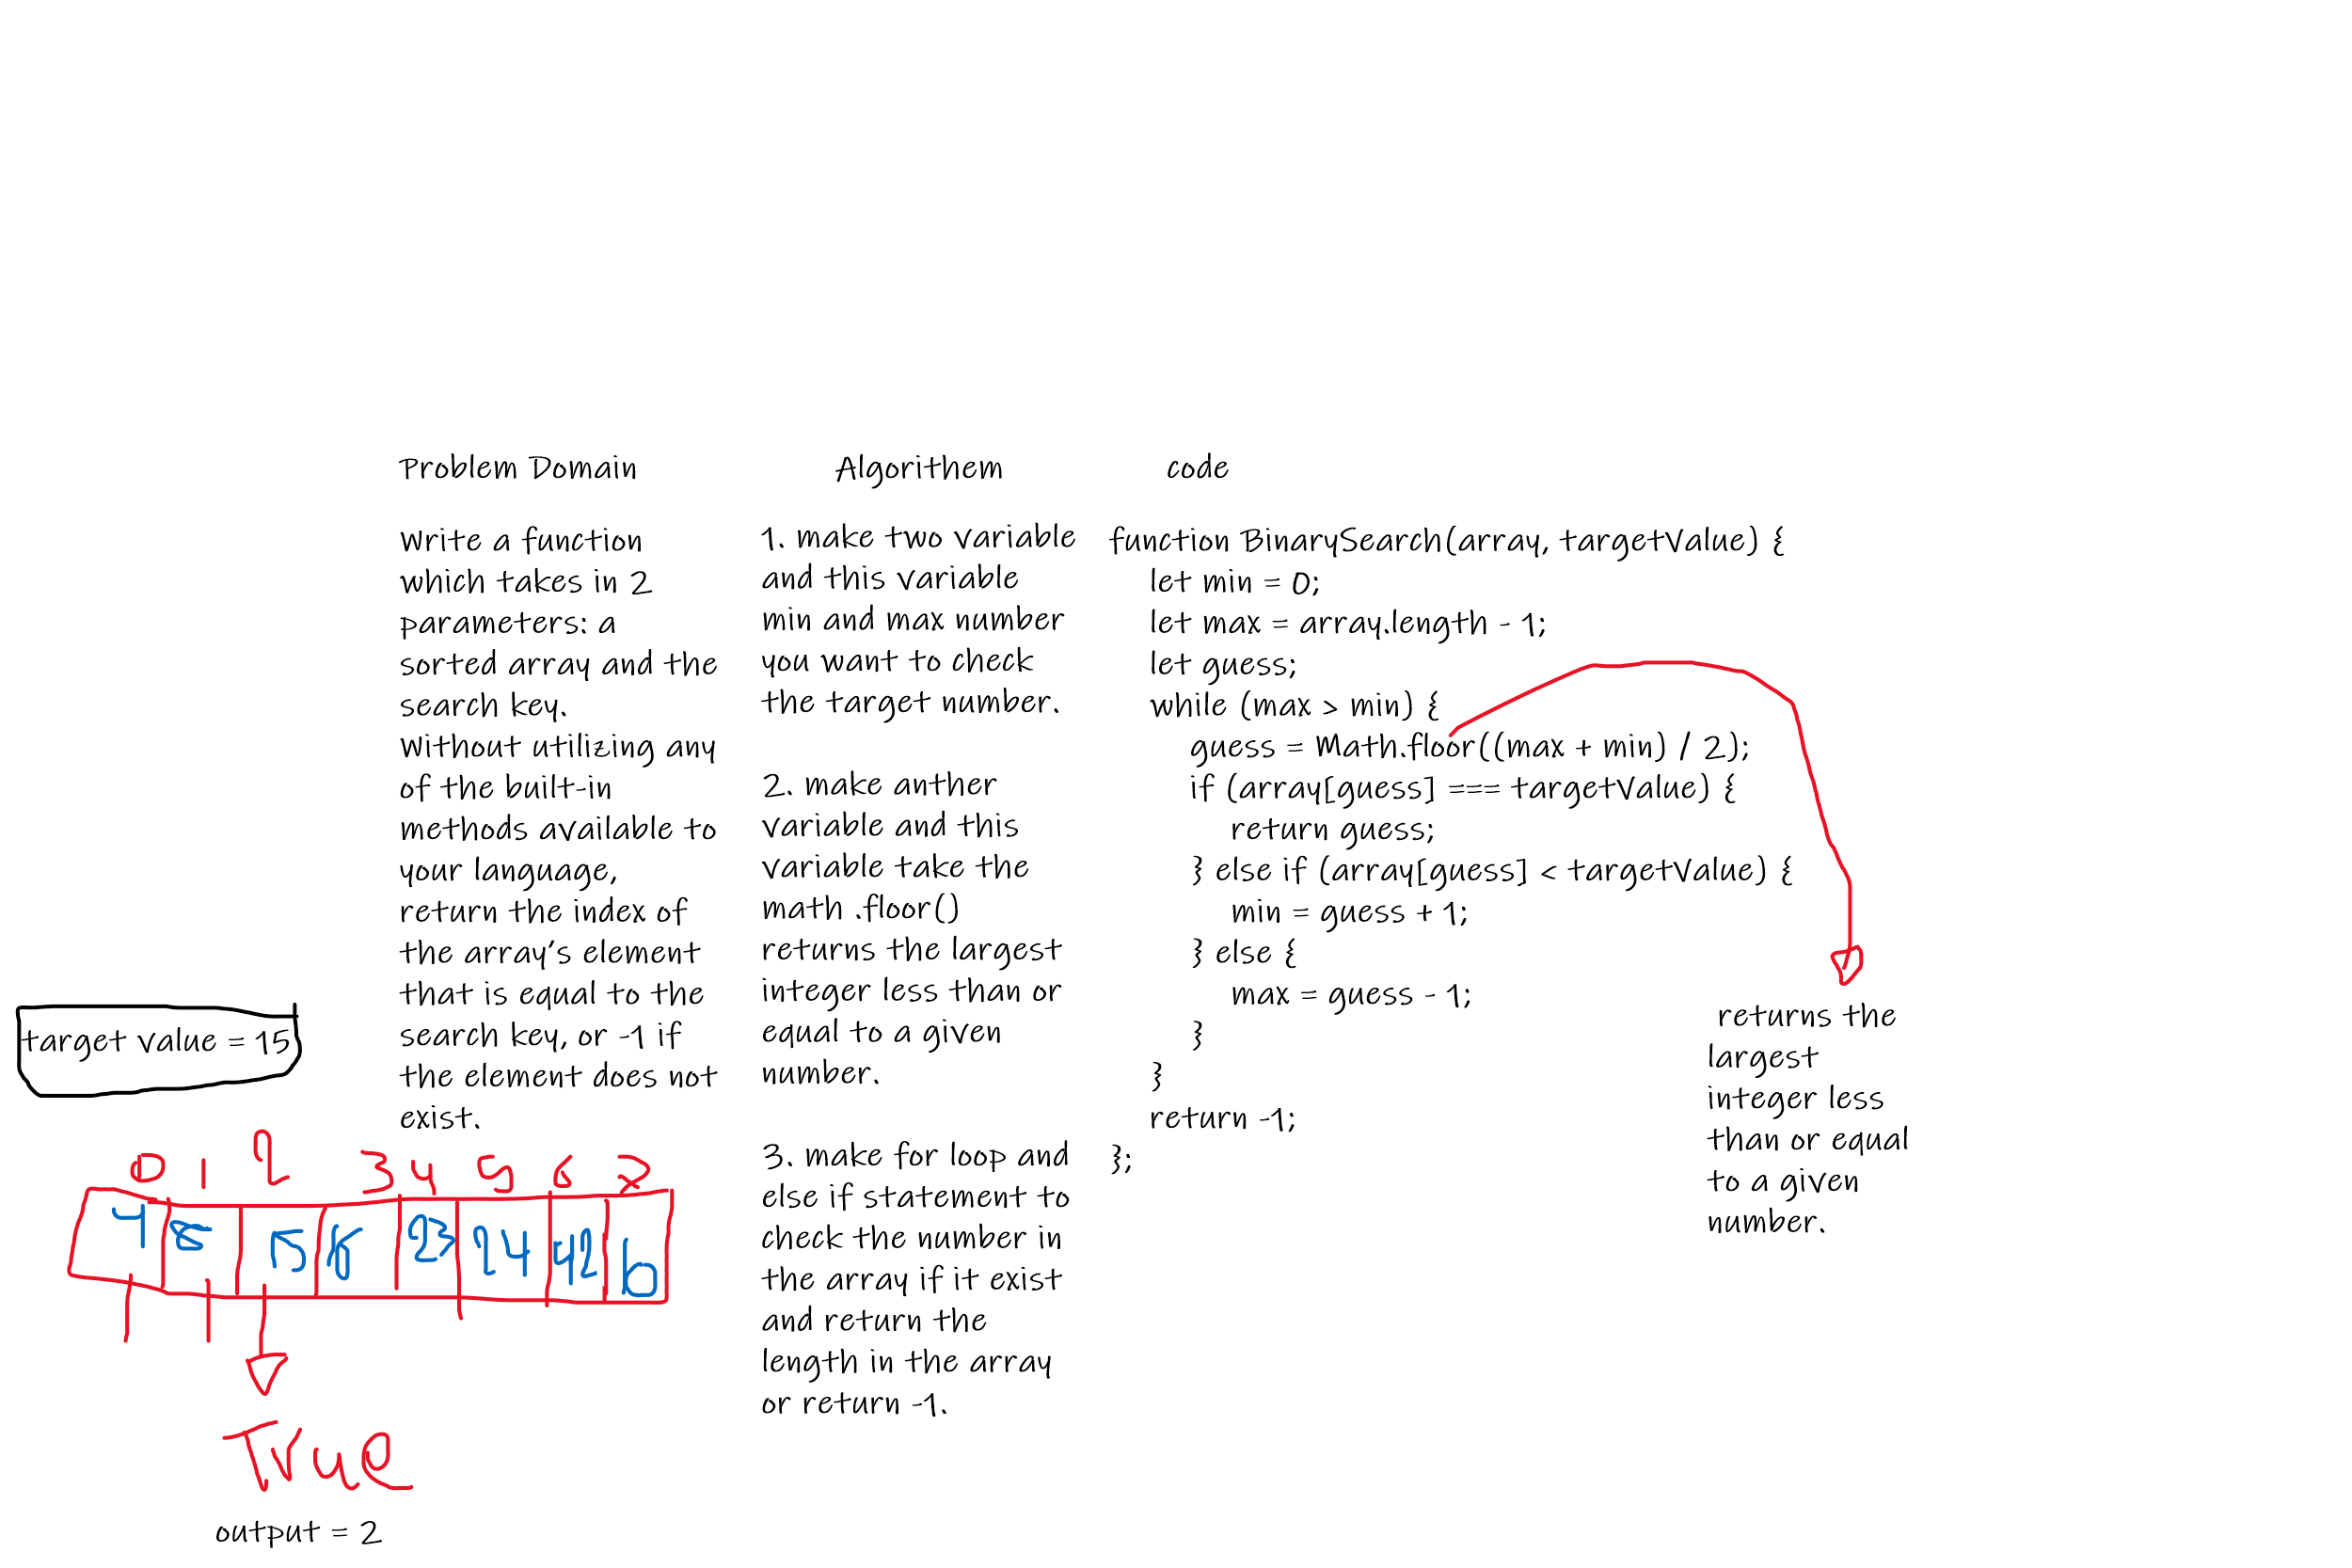 Problem Domain
Write a function
which takes in 2
parameters: a
sorted array and the
search key.
Without utilizing any
of the built-in
methods available to
your language,
return the index of
the array's element
that is equal to the
search key, or -1 if
the element does not
exist.
Algorithem
1. make two variable
and this variable
min and max number
you want to check
the target number.
2. make anther
variable and this
variable take the
math .floor()
returns the largest
integer less than or
equal to a given
number.
3. make for loop and
else if statement to
check the number in
the array if it exist
and return the
length in the array
or return -1.
code
function BinarySearch(array, targetValue) {
let min = 0;
let max = array.length - 1;
let guess;
while (max > min) {
guess = Math.floor((max + min) / 2);
if (array[guess] === targetValue) {
return guess;
} else if (array[guess] < targetValue) {
min = guess + 1;
} else {
max = guess - 1;
}
}
return -1;
};
returns the
largest
integer less
than or equal
to a given
number.
target value = 15
0 1 2 3 4 5 6
4 8 15 23 24 42
True
output = 2